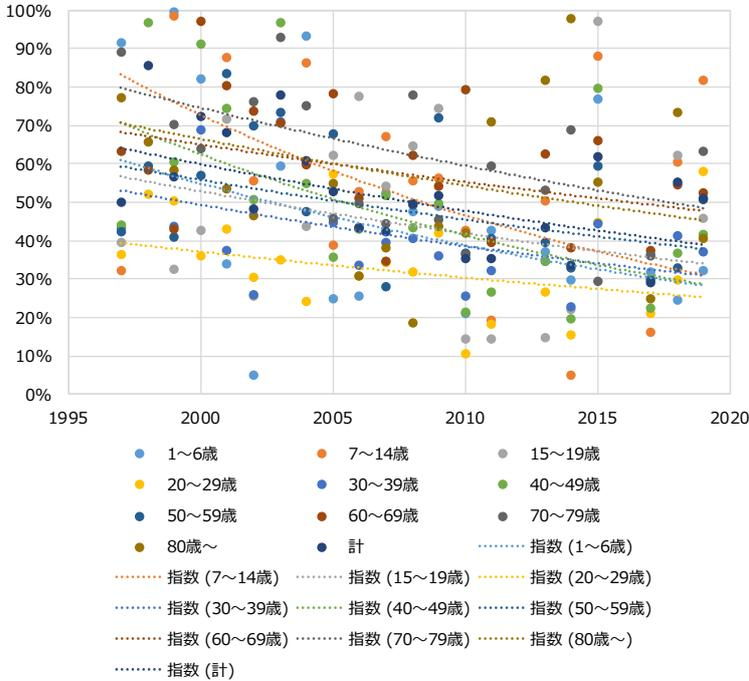 100%
90%
80%
70%
60%
50%
40%
30%
20%
10%
0%
1995 2000 2005 2010 2015 2020
1～6歳 7～14歳 15～19歳
20～29歳 30～39歳 40～49歳
50～59歳 60～69歳 70～79歳
80歳～ 計 指数 (1～6歳)
指数 (7～14歳) 指数 (15～19歳) 指数 (20～29歳)
指数 (30～39歳) 指数 (40～49歳) 指数 (50～59歳)
指数 (60～69歳) 指数 (70～79歳) 指数 (80歳～)
指数 (計)